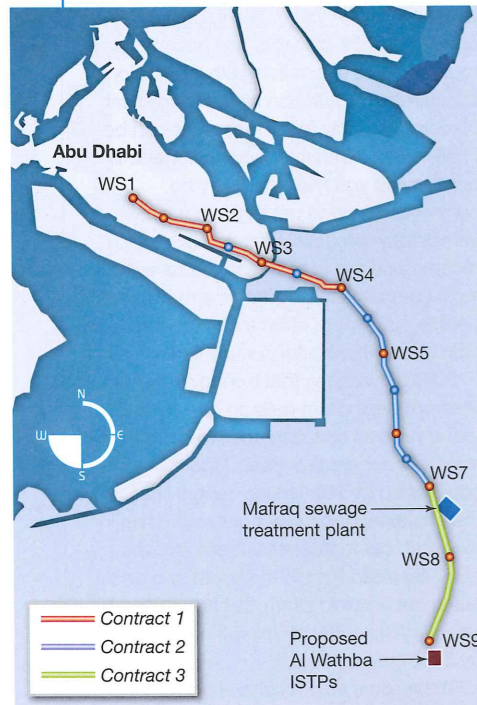 Abu Dhabi
WS1
WS2
WS3
WS4
WS5
N
W
E
S
WS7
Mafraq sewage
treatment plant
WS8
Contract 1
Contract 2
Contract 3
Proposed
Al Wathba
ISTPs
WS9